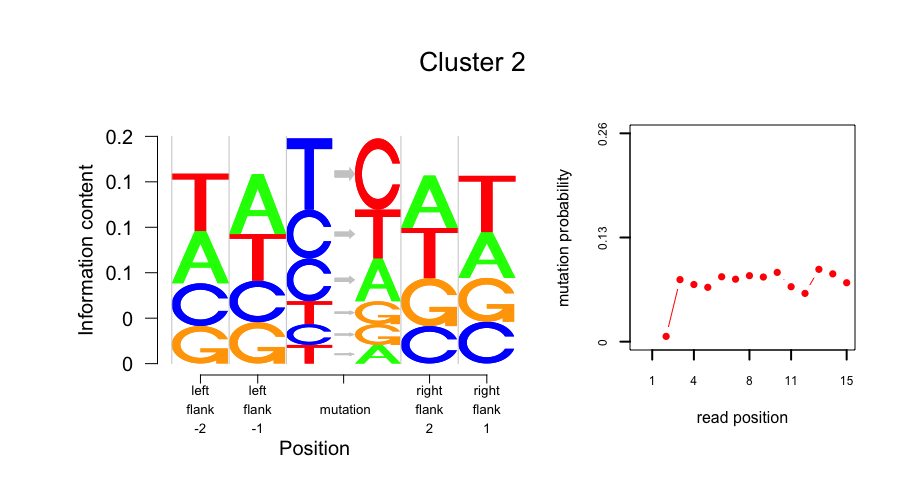 Cluster 2
Information content
0.2
0.1
0.1
0.1
0
0
T A T C A T
A T C T T A
C C C A G G
G G T G C C
C G
T A
left flank -2
left flank -1
mutation
right flank 2
right flank 1
Position
mutation probability
0.26
0.13
0
1 4 8 11 15
read position